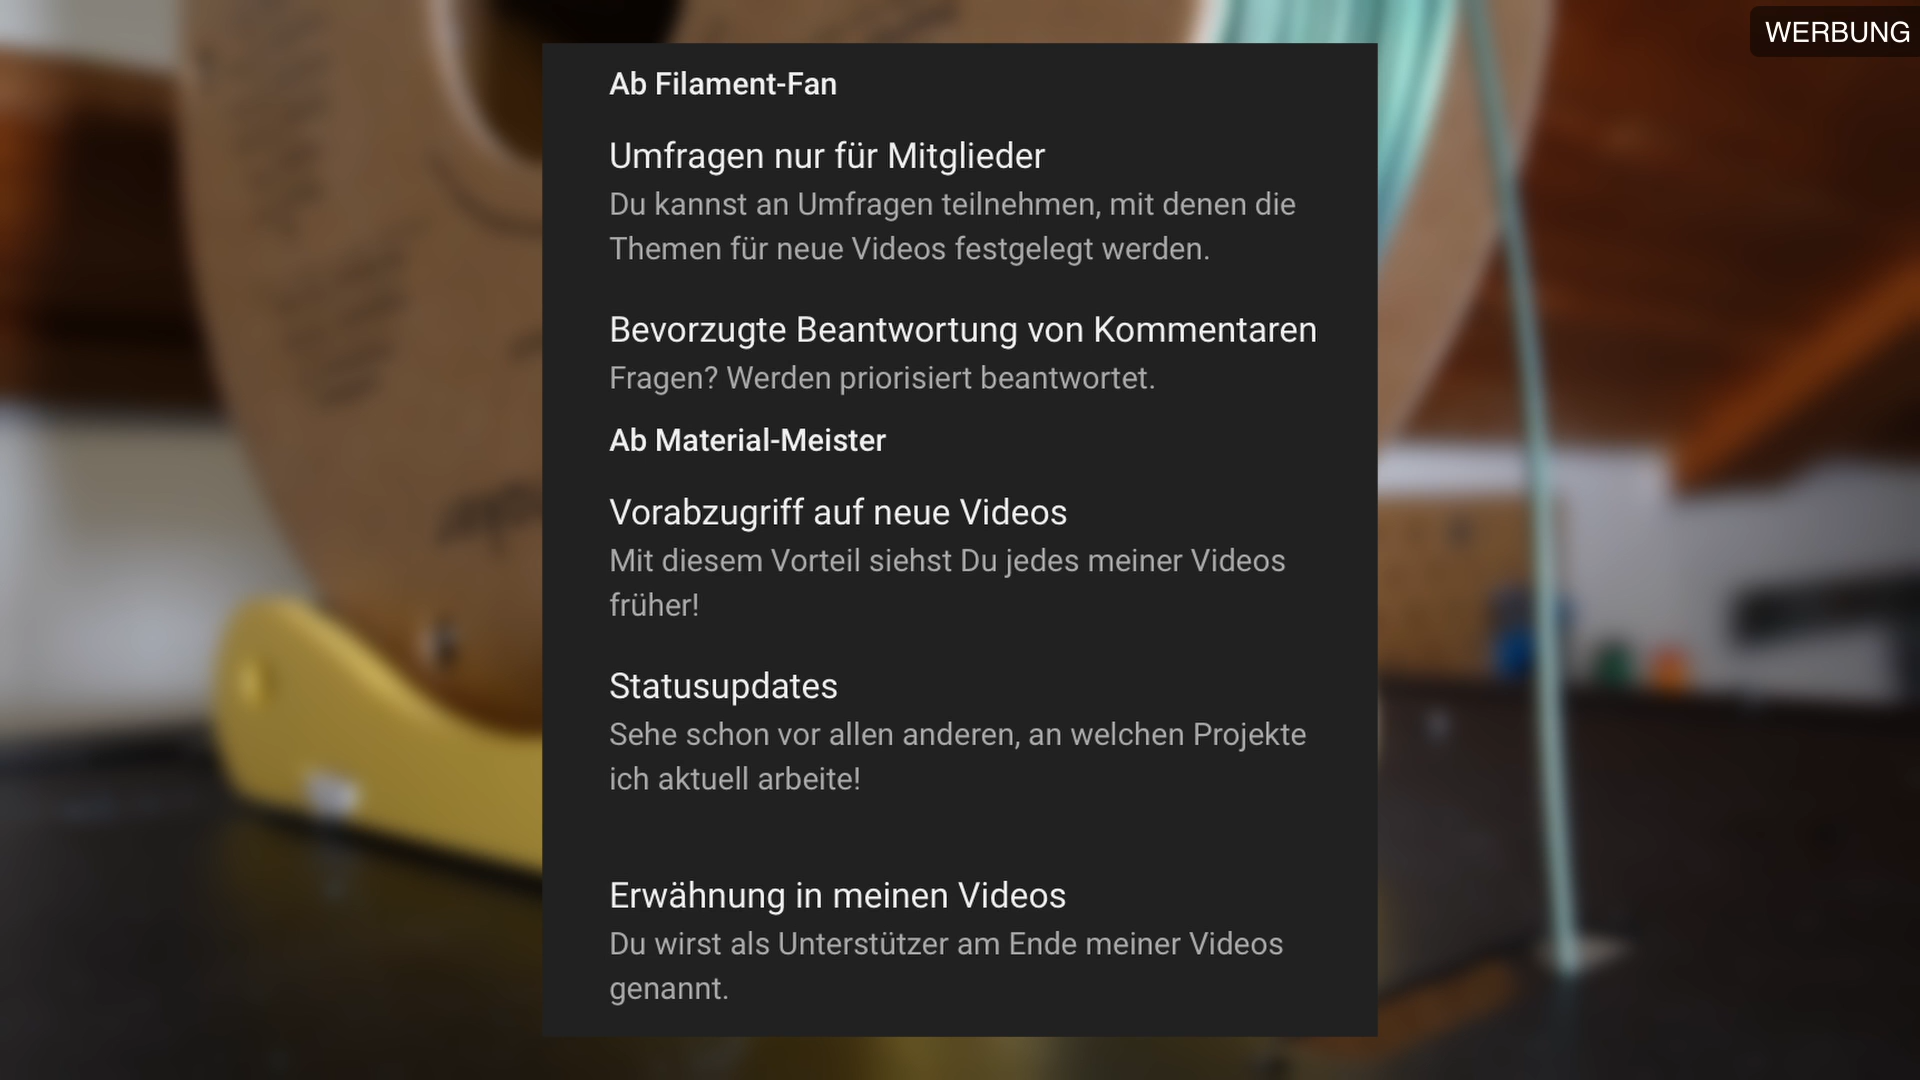 WERBUNG
Ab Filament-Fan
Umfragen nur für Mitglieder
Du kannst an Umfragen teilnehmen, mit denen die
Themen für neue Videos festgelegt werden.
Bevorzugte Beantwortung von Kommentaren
Fragen? Werden priorisiert beantwortet.
Ab Material-Meister
Vorabzugriff auf neue Videos
Mit diesem Vorteil siehst Du jedes meiner Videos
früher!
Statusupdates
Sehe schon vor allen anderen, an welchen Projekte
ich aktuell arbeite!
Erwähnung in meinen Videos
Du wirst als Unterstützer am Ende meiner Videos
genannt.